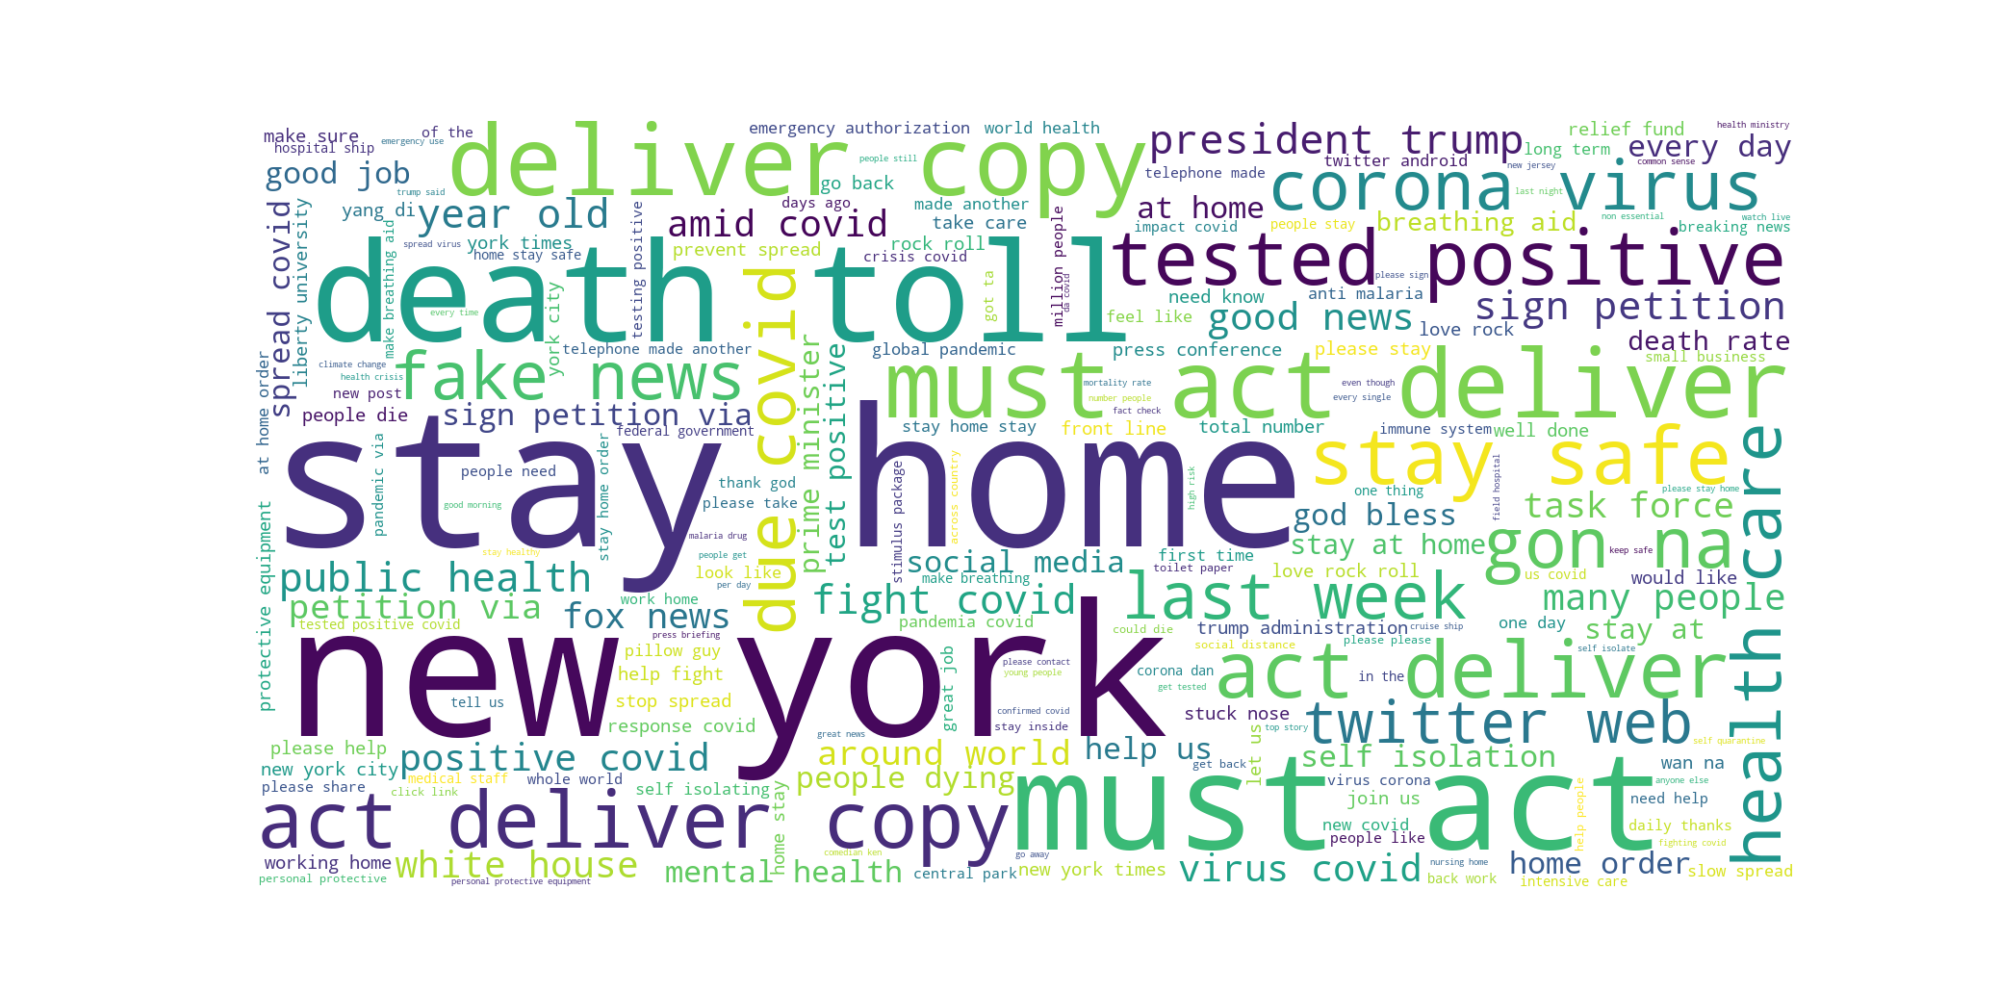 make sure
of the
emergency use
hospital ship
good job
deliver copy
emergency authorization
world health
people still
go back
president trump
relief fund
health ministry
long term
every day
twitter android
new jersey
common sense
telephone made
corona virus
last night
trump said
yang di
year old
days ago
made another
take care
amid covid
at home
impact covid
people stay
breathing aid
non essential
watch live
breaking news
spread covid
liberty university
spread virus
york times
home stay safe
make breathing aid
testing positive
prevent spread
rock roll
crisis covid
million people
da covid
got ta
death toll
tested positive
please sign
need know
anti malaria
sign petition
every time
york city
due covid
feel like
good news
love rock
death rate
climate change
health crisis
fake news
telephone made another
prime minister
test positive
global pandemic
press conference
please stay
small business
new post
must act deliver
mortality rate
number people
fact check
even though
every single
people die
sign petition via
federal government
stay home stay
front line
total number
immune system
well done
at home order
protective equipment
pandemic via
stay home
people need
good morning
stay home order
thank god
please take
malaria drug
stimulus package
across country
high risk
stay safe
one thing
field hospital
please stay home
health care
god bless
task force
stay at home
gon na
keep safe
stay healthy
people get
look like
per day
social media
first time
toilet paper
make breathing
love rock roll
us covid
would like
public health
petition via
work home
fox news
fight covid
last week
many people
tested positive covid
press briefing
pandemia covid
could die
trump administration
cruise ship
one day
stay at
social distance
please please
self isolate
new york
pillow guy
help fight
stop spread
response covid
tell us
great job
please contact
young people
corona dan
get tested
act deliver
in the
confirmed covid
stay inside
stuck nose
twitter web
top story
great news
please help
positive covid
new york city
medical staff
whole world
around world
help us
let us
get back
self isolation
self quarantine
wan na
please share
click link
self isolating
people dying
home stay
virus corona
anyone else
join us
need help
act deliver copy
must act
new covid
people like
help people
daily thanks
fighting covid
comedian ken
go away
working home
white house
mental health
central park
new york times
virus covid
nursing home
back work
home order
intensive care
slow spread
personal protective
personal protective equipment